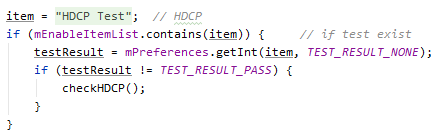 item = "HDCP Test";  // HDCP
if (mEnableItemList.contains(item)) {     // if test exist
    testResult = mPreferences.getInt(item, TEST_RESULT_NONE);
    if (testResult != TEST_RESULT_PASS) {
        checkHDCP();
    }
}